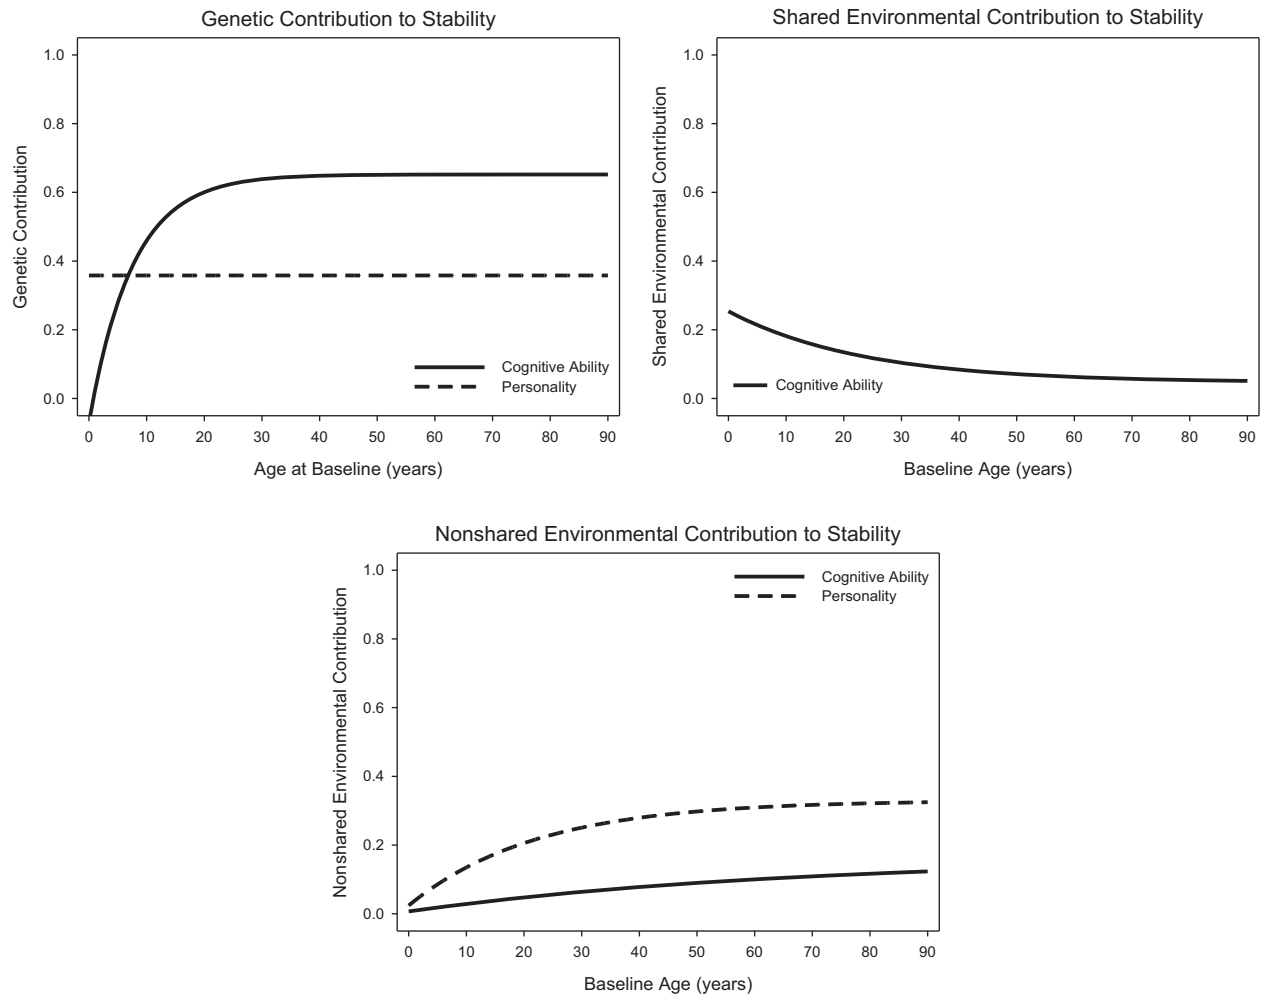 Genetic Contribution to Stability
1.0
0.8
0.6
0.4
0.2
0.0
Genetic Contribution
Cognitive Ability
Personality
0 10 20 30 40 50 60 70 80 90
Age at Baseline (years)
Shared Environmental Contribution to Stability
1.0
0.8
0.6
0.4
0.2
0.0
Shared Environmental Contribution
Cognitive Ability
0 10 20 30 40 50 60 70 80 90
Baseline Age (years)
Nonshared Environmental Contribution to Stability
1.0
0.8
0.6
0.4
0.2
0.0
Nonshared Environmental Contribution
Cognitive Ability
Personality
0 10 20 30 40 50 60 70 80 90
Baseline Age (years)